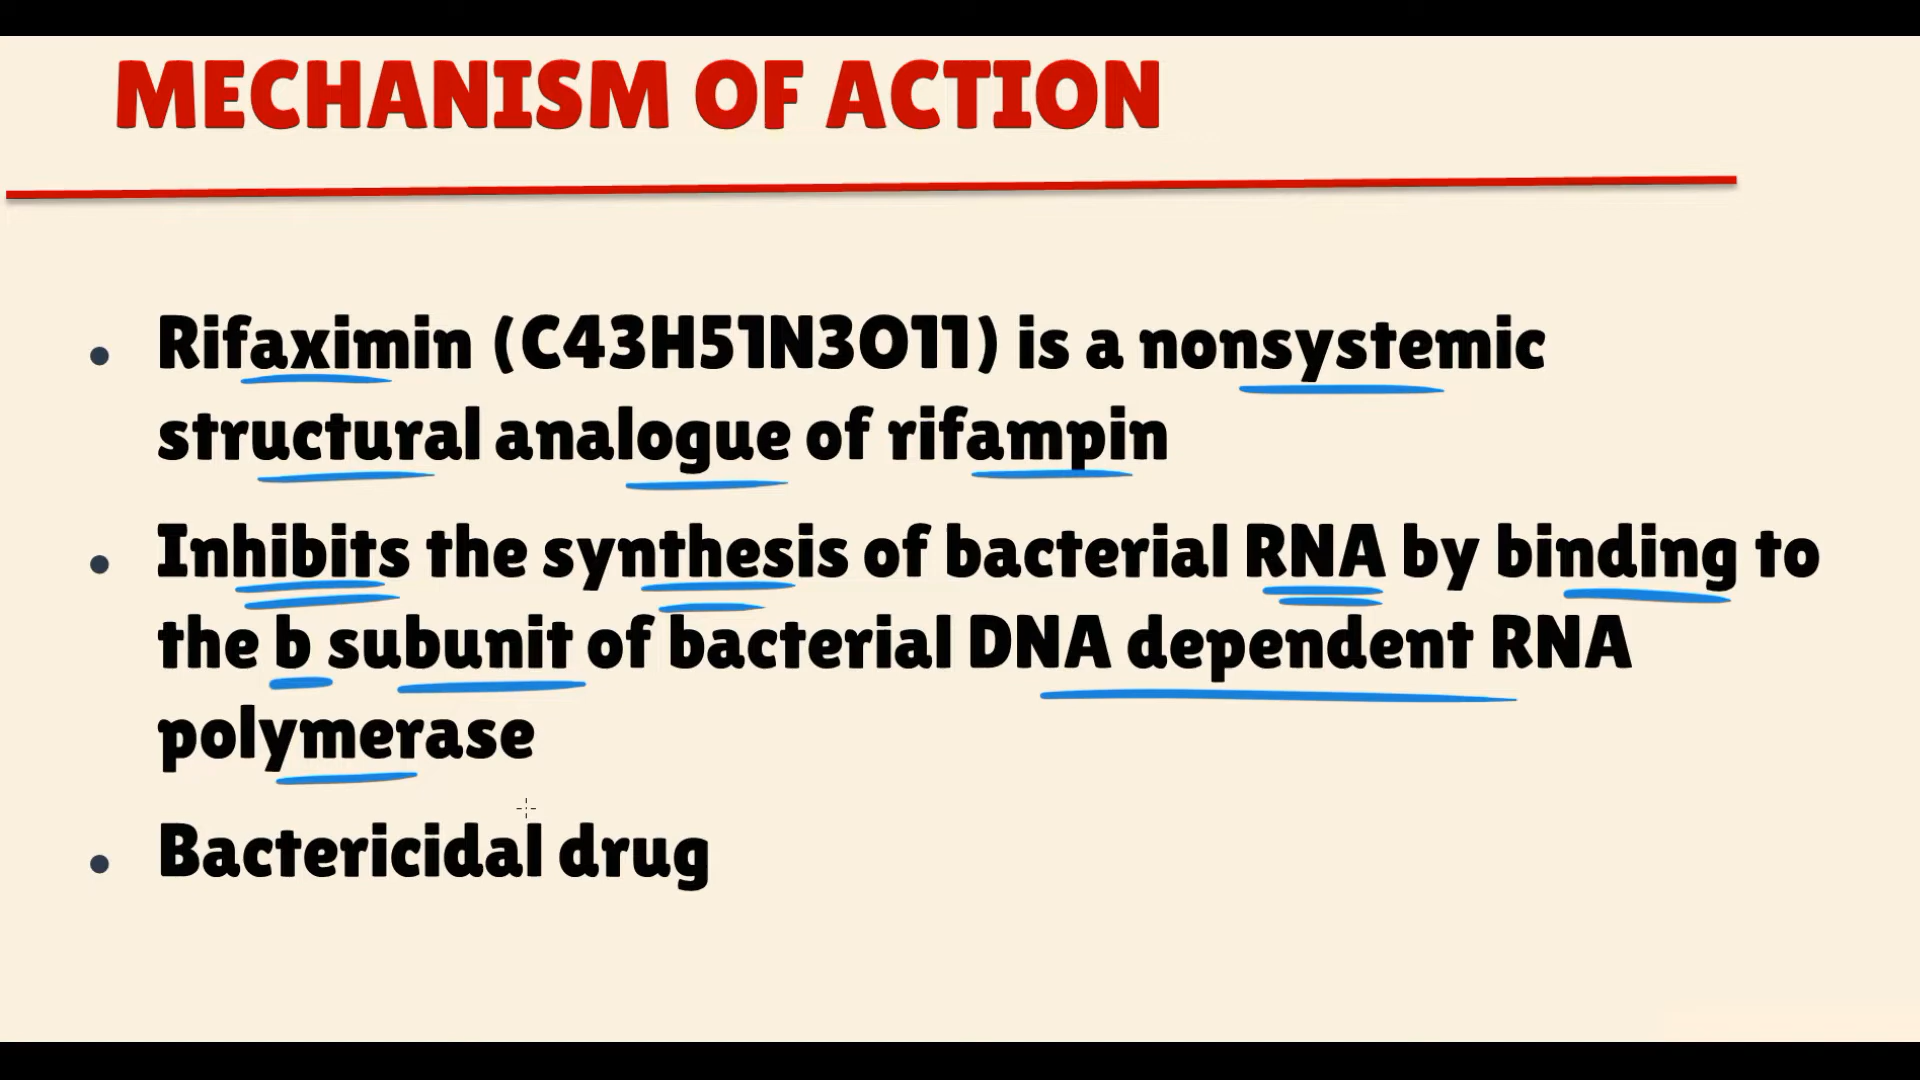 MECHANISM OF ACTION
Rifaximin (C43H51N3O11) is a nonsystemic
structural analogue of rifampin
Inhibits the synthesis of bacterial RNA by binding to
the b subunit of bacterial DNA dependent RNA
polymerase
Bactericidal drug